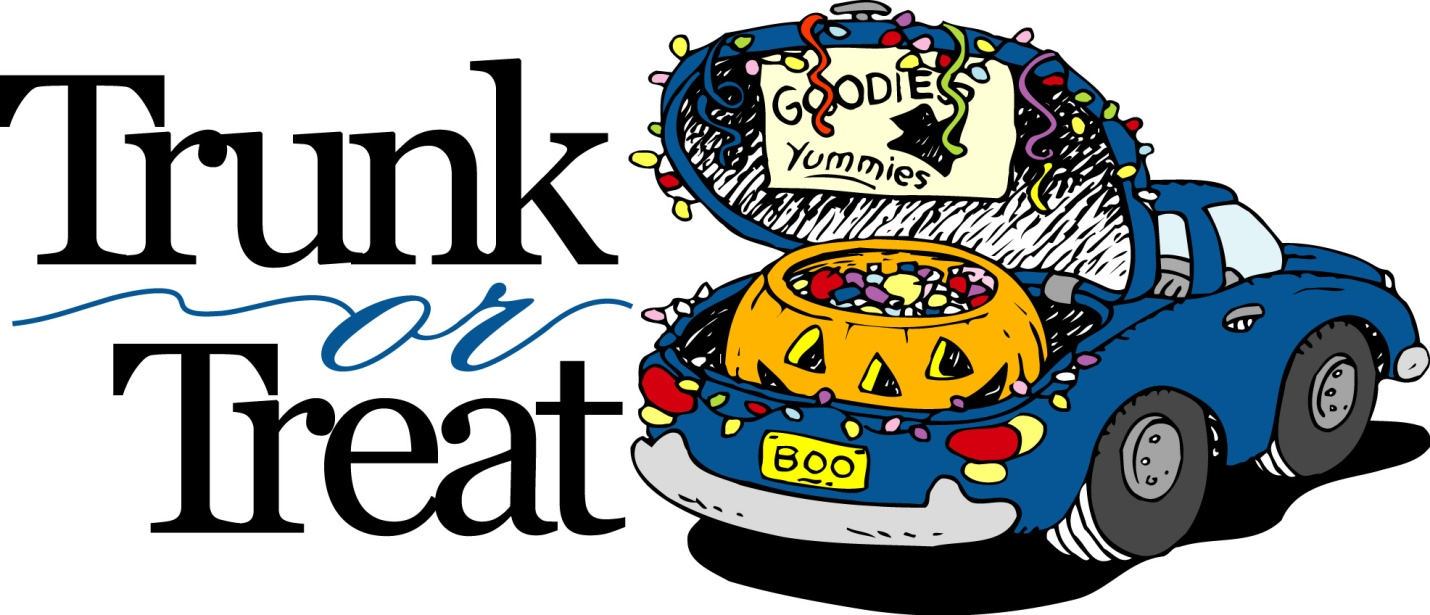 Trunk
or
Treat
GOODIES
Yummies
BOO